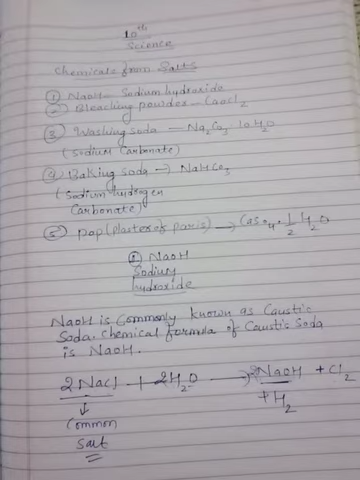 10th
Science
Chemicals from Salts
① NaOH - Sodium hydroxide
② Bleaching powder - CaOCl2
③ Washing soda - Na2CO3 · 10H2O
(Sodium Carbonate)
④ Baking soda → NaHCO3
(Sodium hydrogen
Carbonate)
⑤ pop (plaster of paris) → CaSO4 · 1/2 H2O
① NaOH
Sodium
hydroxide
NaOH is commonly known as Caustic
Soda. Chemical formula of Caustic Soda
is NaOH.
2NaCl + 2H2O → 2NaOH + Cl2
↓ + H2
Common
Salt